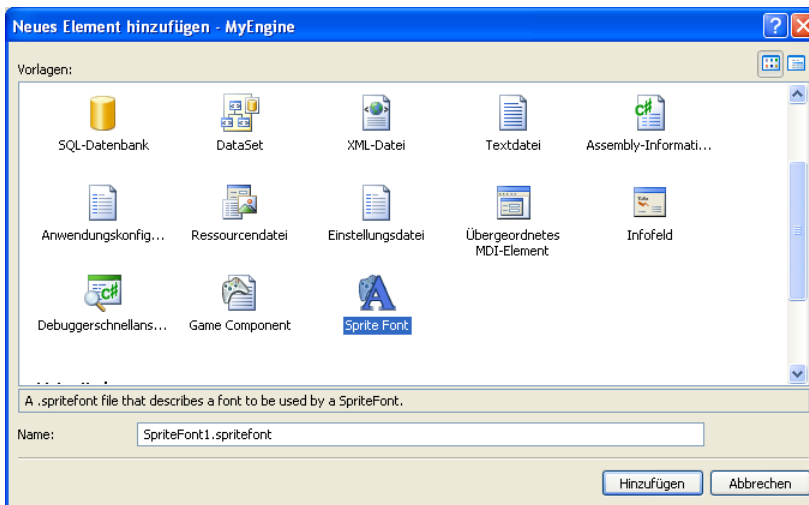 Neues Element hinzufügen - MyEngine
Vorlagen:
SQL-Datenbank
DataSet
XML-Datei
Textdatei
Assembly-Informati...
Anwendungskonfig...
Ressourcendatei
Einstellungsdatei
Übergeordnetes
MDI-Element
Infofeld
Debuggerschnellans...
Game Component
Sprite Font
A .spritefont file that describes a font to be used by a SpriteFont.
Name:
SpriteFont1.spritefont
Hinzufügen
Abbrechen